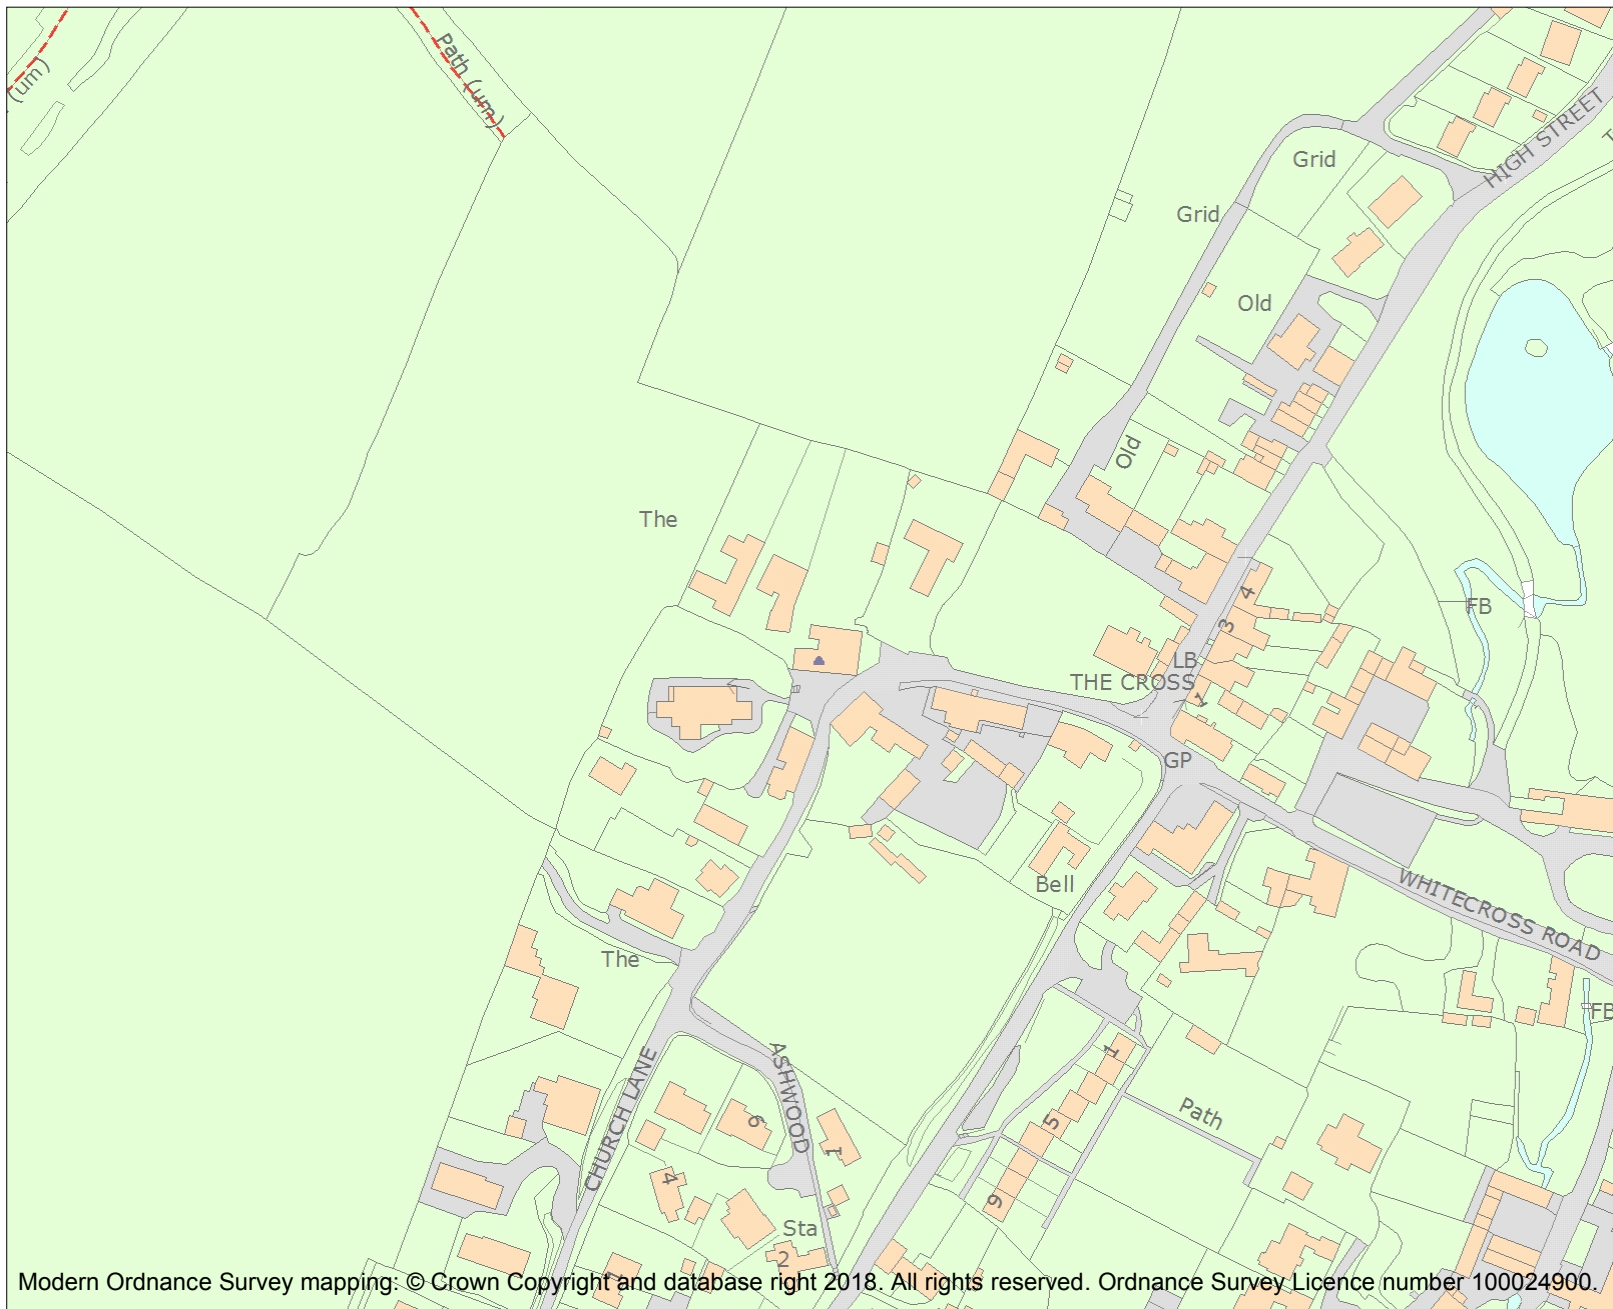 (um)
Path (um)
HIGH STREET
Grid
Grid
Old
Old
The
FB
4
3
LB
THE CROSS
1
GP
Bell
WHITECROSS ROAD
The
FB
1
5
9
Path
CHURCH LANE
ASHWOOD
6
1
4
Sta
2
1
Modern Ordnance Survey mapping: © Crown Copyright and database right 2018. All rights reserved. Ordnance Survey Licence number 100024900.